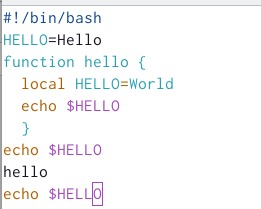 #!/bin/bash
HELLO=Hello
function hello {
  local HELLO=World
  echo $HELLO
  }
echo $HELLO
hello
echo $HELLO